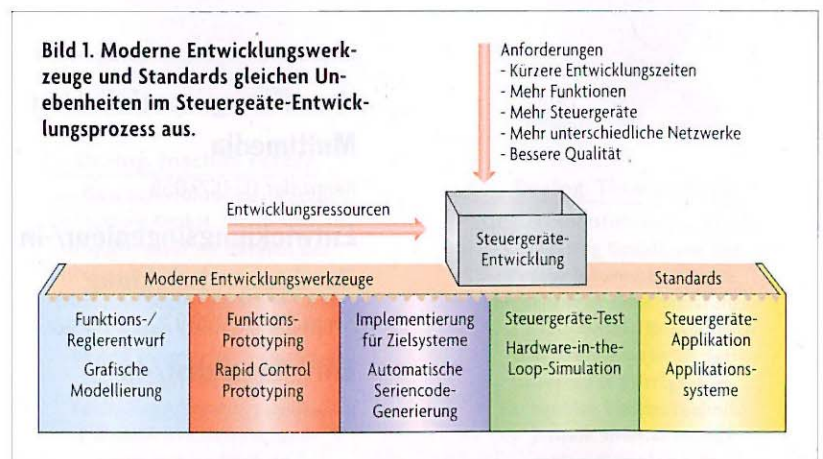 Bild 1. Moderne Entwicklungswerk-
zeuge und Standards gleichen Un-
ebenheiten im Steuergeäte-Entwick-
lungsprozess aus.
Anforderungen
- Kürzere Entwicklungszeiten
- Mehr Funktionen
- Mehr Steuergeräte
- Mehr unterschiedliche Netzwerke
- Bessere Qualität
Entwicklungsressourcen
Steuergeräte-
Entwicklung
Moderne Entwicklungswerkzeuge
Standards
Funktions-/
Reglerentwurf
Grafische
Modellierung
Funktions-
Prototyping
Rapid Control
Prototyping
Implementierung
für Zielsysteme
Automatische
Seriencode-
Generierung
Steuergeräte-Test
Hardware-in-the-
Loop-Simulation
Steuergeräte-
Applikation
Applikations-
systeme